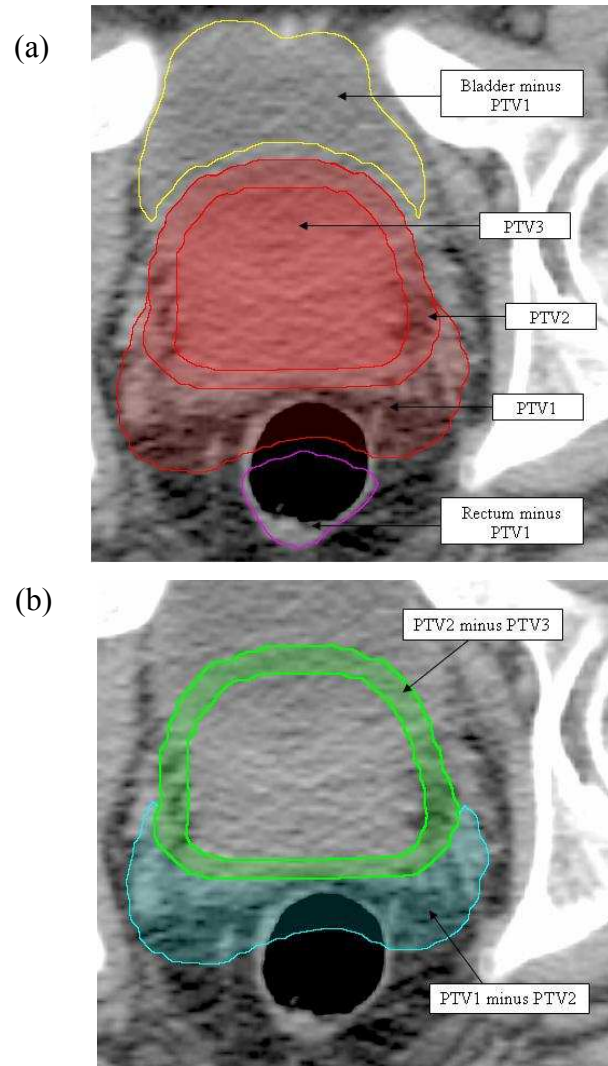 (a)
Bladder minus
PTV1
PTV3
PTV2
PTV1
Rectum minus
PTV1
(b)
PTV2 minus PTV3
PTV1 minus PTV2